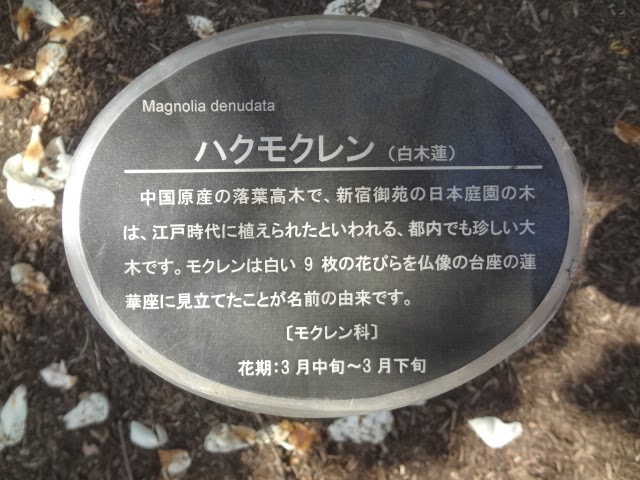 Magnolia denudata
ハクモクレン（白木蓮）
中国原産の落葉高木で、新宿御苑の日本庭園の木
は、江戸時代に植えられたといわれる、都内でも珍しい大
木です。モクレンは白い 9 枚の花びらを仏像の台座の蓮
華座に見立てたことが名前の由来です。
〔モクレン科〕
花期：3 月中旬～3 月下旬